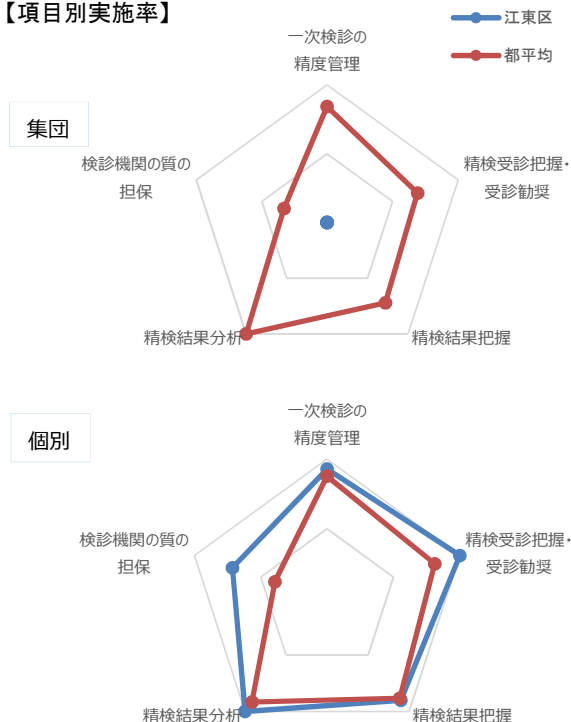 【項目別実施率】
江東区
都平均
集団
一次検診の
精度管理
精検受診把握・
受診勧奨
精検結果把握
精検結果分析
検診機関の質の
担保
個別
一次検診の
精度管理
精検受診把握・
受診勧奨
精検結果把握
精検結果分析
検診機関の質の
担保